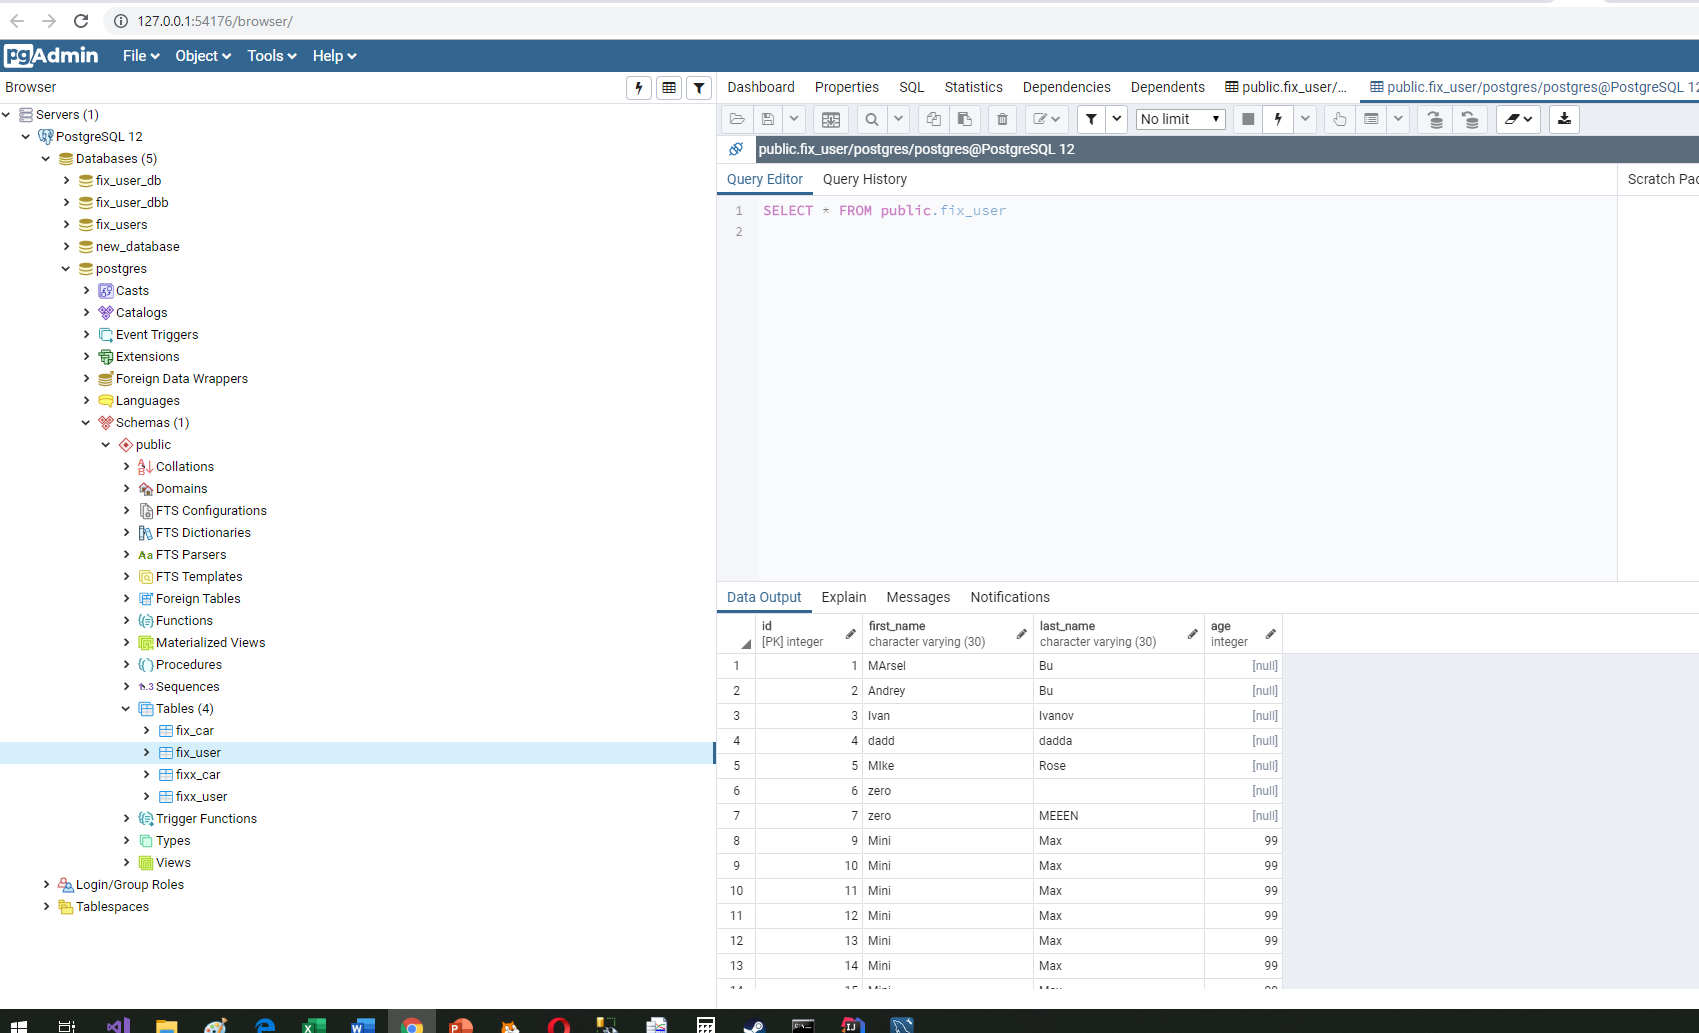 127.0.0.1:54176/browser/
pgAdmin File Object Tools Help
Browser
Servers (1)
PostgreSQL 12
Databases (5)
fix_user_db
fix_user_dbb
fix_users
new_database
postgres
Casts
Catalogs
Event Triggers
Extensions
Foreign Data Wrappers
Languages
Schemas (1)
public
Collations
Domains
FTS Configurations
FTS Dictionaries
Aa FTS Parsers
FTS Templates
Foreign Tables
Functions
Materialized Views
Procedures
1..3 Sequences
Tables (4)
fix_car
fix_user
fixx_car
fixx_user
Trigger Functions
Types
Views
Login/Group Roles
Tablespaces
Dashboard Properties SQL Statistics Dependencies Dependents public.fix_user/... public.fix_user/postgres/postgres@PostgreSQL 12
No limit
public.fix_user/postgres/postgres@PostgreSQL 12
Query Editor Query History Scratch Pad
1 SELECT * FROM public.fix_user
2
Data Output Explain Messages Notifications
id first_name last_name age
[PK] integer character varying (30) character varying (30) integer
1 1 MArsel Bu [null]
2 2 Andrey Bu [null]
3 3 Ivan Ivanov [null]
4 4 dadd dadda [null]
5 5 MIke Rose [null]
6 6 zero [null]
7 7 zero MEEEN [null]
8 9 Mini Max 99
9 10 Mini Max 99
10 11 Mini Max 99
11 12 Mini Max 99
12 13 Mini Max 99
13 14 Mini Max 99
14 15 Mini Max 99